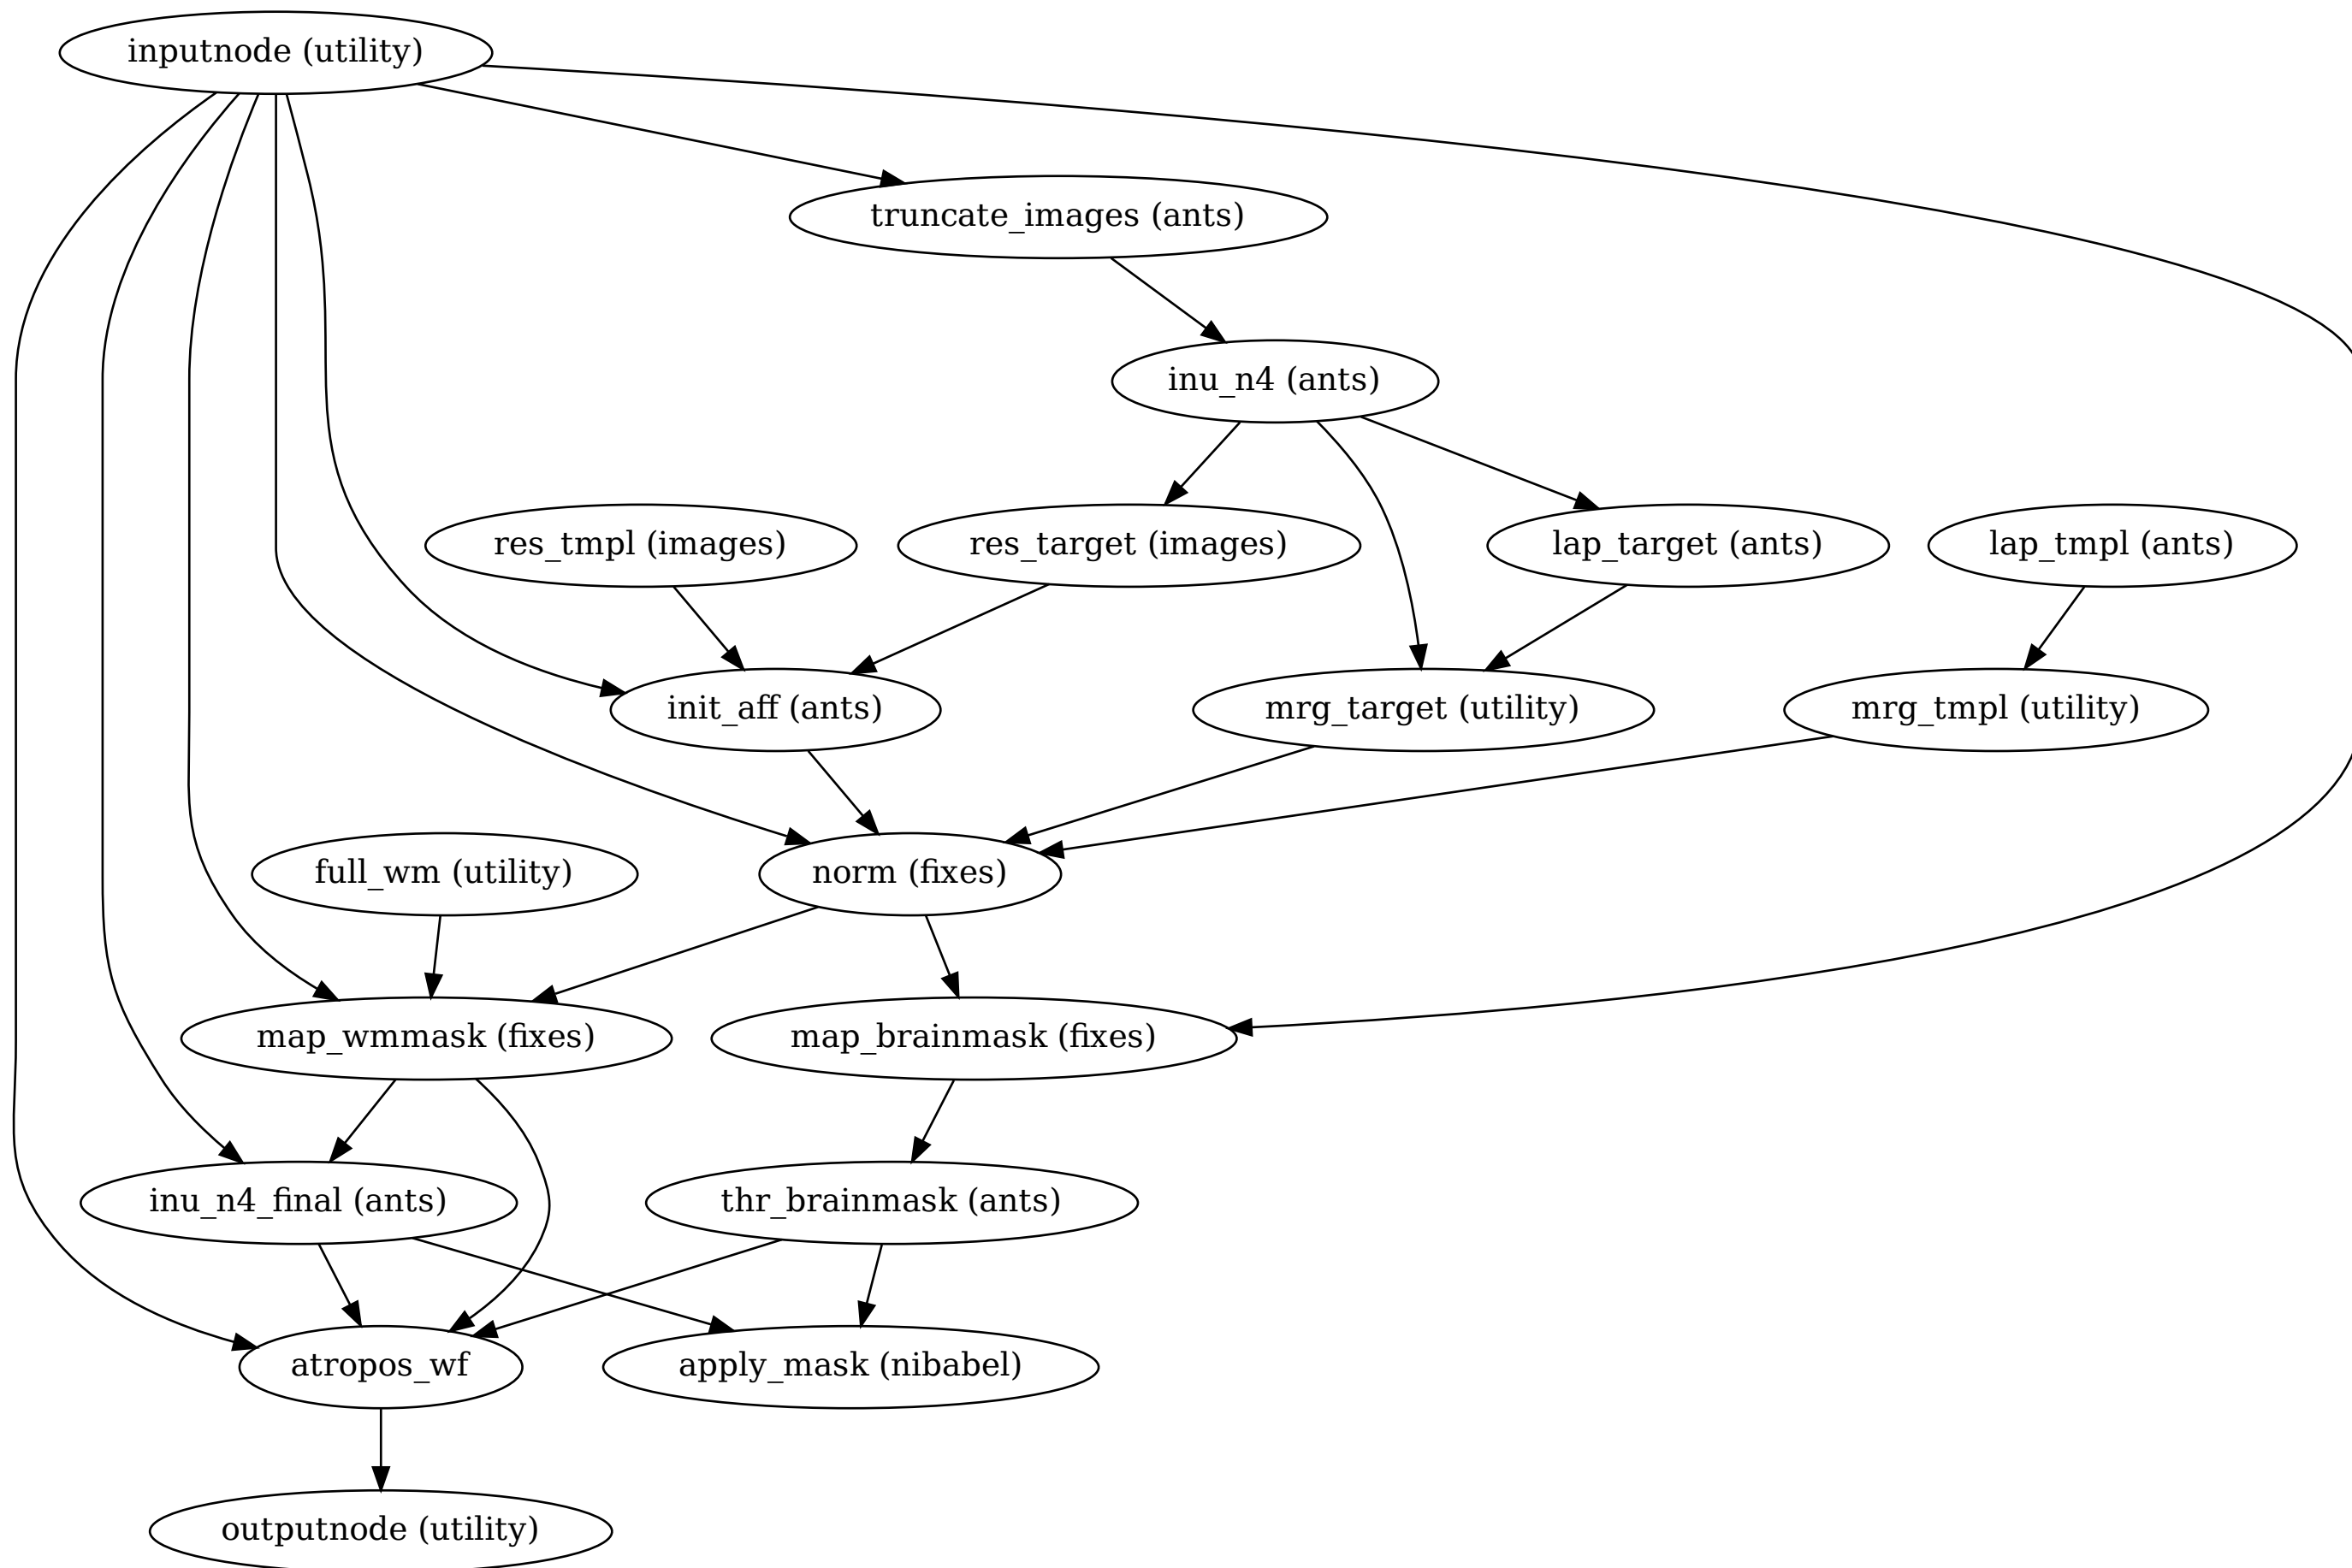 inputnode (utility)
truncate_images (ants)
inu_n4 (ants)
res_tmpl (images)
res_target (images)
lap_target (ants)
lap_tmpl (ants)
init_aff (ants)
mrg_target (utility)
mrg_tmpl (utility)
full_wm (utility)
norm (fixes)
map_wmmask (fixes)
map_brainmask (fixes)
inu_n4_final (ants)
thr_brainmask (ants)
atropos_wf
apply_mask (nibabel)
outputnode (utility)